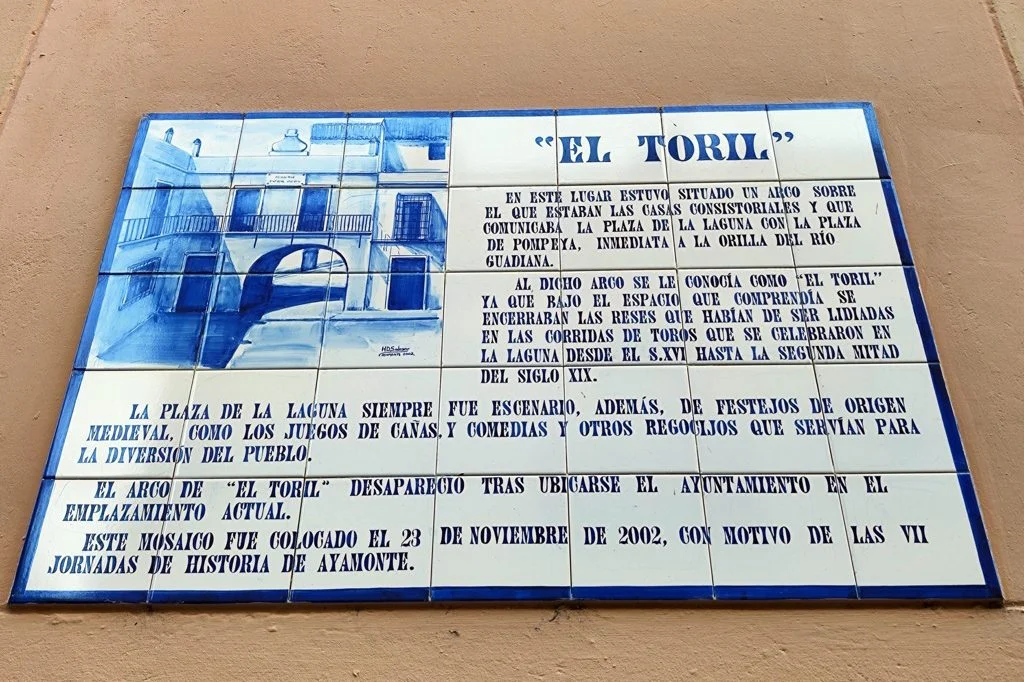 "EL TORIL"
EN ESTE LUGAR ESTUVO SITUADO UN ARCO SOBRE
EL QUE ESTABAN LAS CASAS CONSISTORIALES Y QUE
COMUNICABA LA PLAZA DE LA LAGUNA CON LA PLAZA
DE POMPEYA, INMEDIATA A LA ORILLA DEL RÍO
GUADIANA.
AL DICHO ARCO SE LE CONOCÍA COMO "EL TORIL"
YA QUE BAJO EL ESPACIO QUE COMPRENDÍA SE
ENCERRABAN LAS RESES QUE HABÍAN DE SER LIDIADAS
EN LAS CORRIDAS DE TOROS QUE SE CELEBRARON EN
LA LAGUNA DESDE EL S.XVI HASTA LA SEGUNDA MITAD
DEL SIGLO XIX.
LA PLAZA DE LA LAGUNA SIEMPRE FUE ESCENARIO, ADEMÁS, DE FESTEJOS DE ORIGEN
MEDIEVAL, COMO LOS JUEGOS DE CAÑAS, Y COMEDIAS Y OTROS REGOCIJOS QUE SERVÍAN PARA
LA DIVERSIÓN DEL PUEBLO.
EL ARCO DE "EL TORIL" DESAPARECIÓ TRAS UBICARSE EL AYUNTAMIENTO EN EL
EMPLAZAMIENTO ACTUAL.
ESTE MOSAICO FUE COLOCADO EL 23 DE NOVIEMBRE DE 2002, CON MOTIVO DE LAS VII
JORNADAS DE HISTORIA DE AYAMONTE.